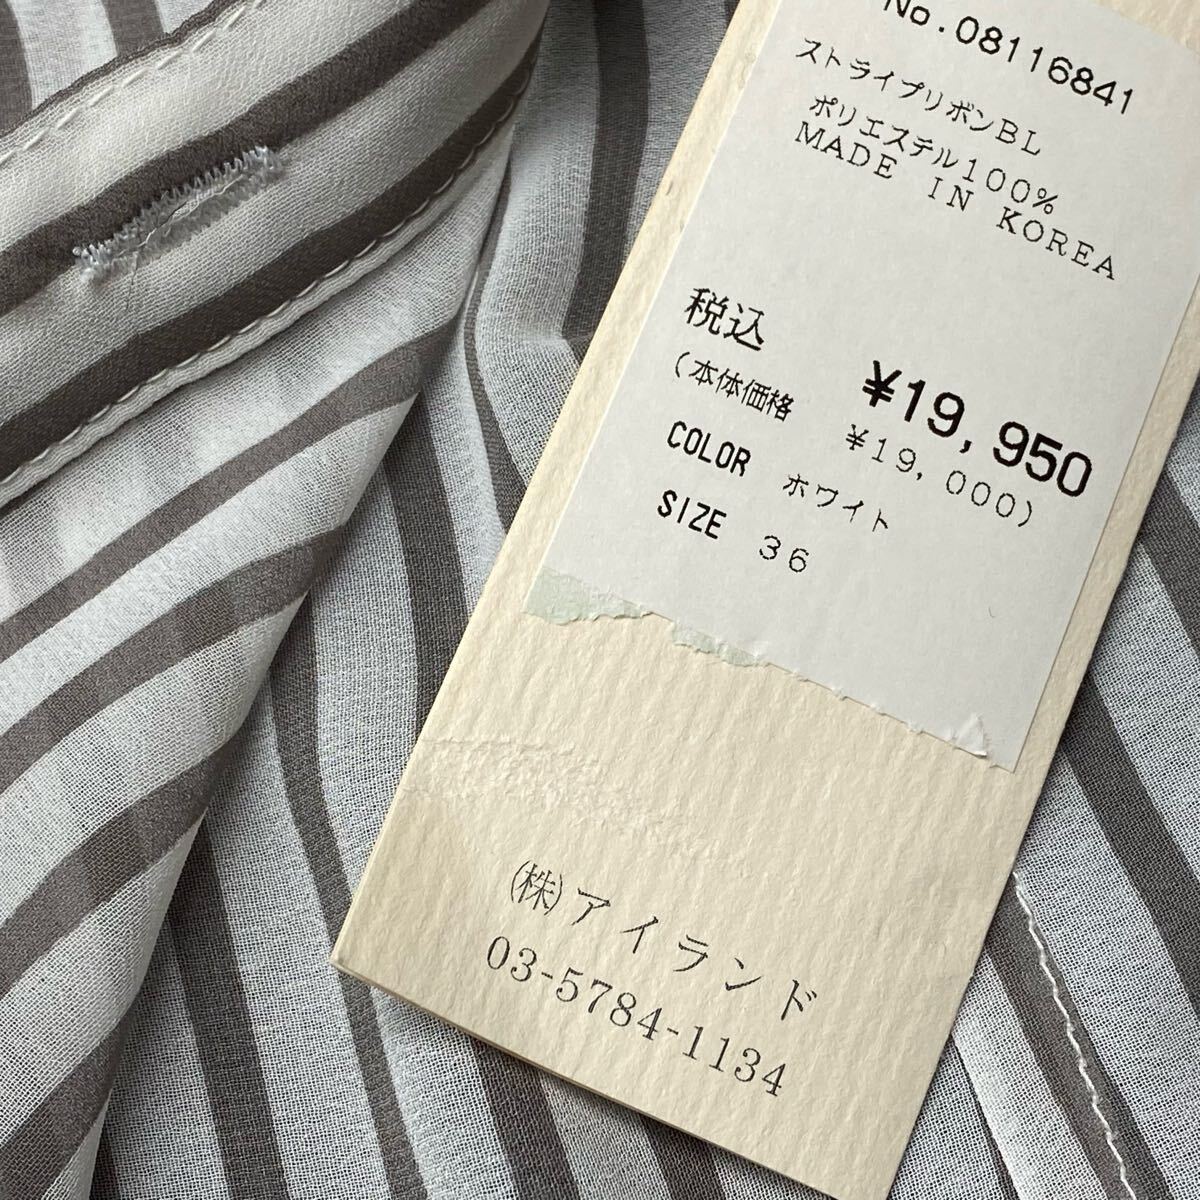 No.08116841
ストライプリボンBL
ポリエステル100%
MADE IN KOREA
税込 ¥19,950
(本体価格 ¥19,000)
COLOR ホワイト
SIZE 36
(株)アイランド
03-5784-1134